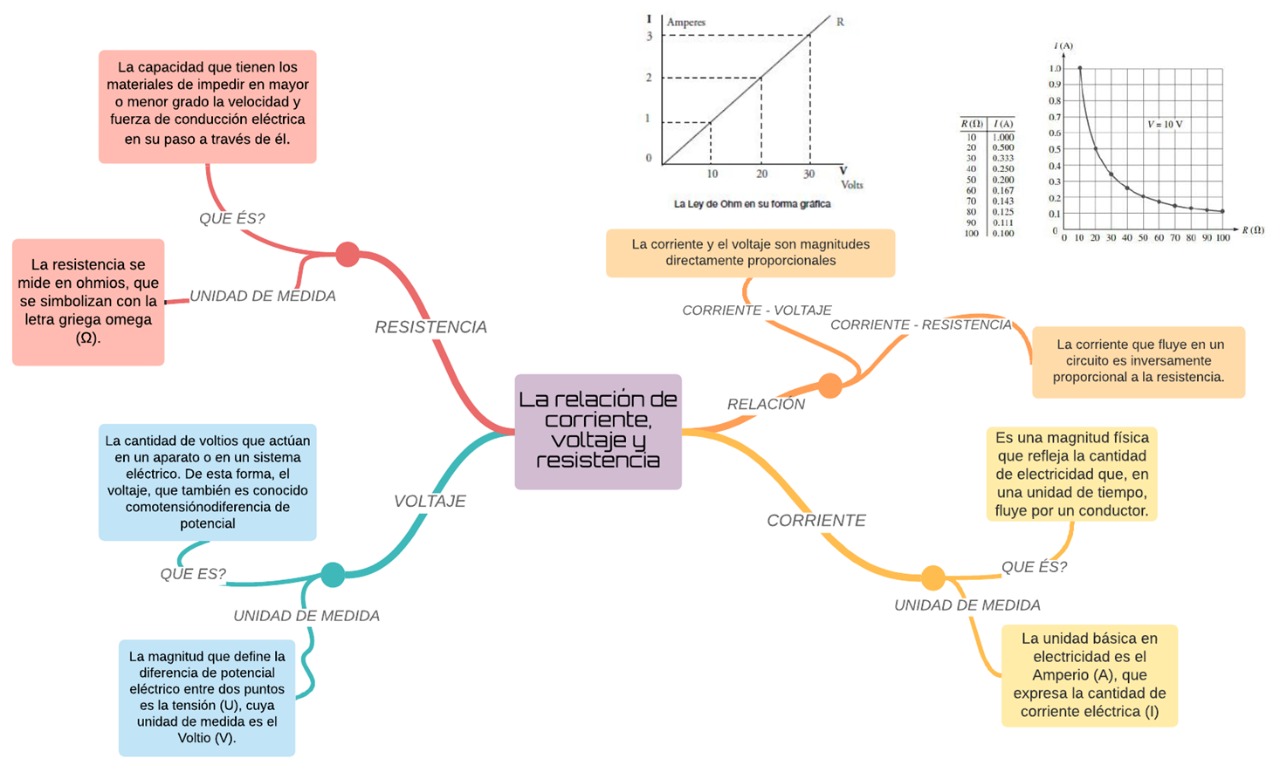 La relación de
corriente,
voltaje y
resistencia
RESISTENCIA
QUE ÉS?
La capacidad que tienen los
materiales de impedir en mayor
o menor grado la velocidad y
fuerza de conducción eléctrica
en su paso a través de él.
UNIDAD DE MEDIDA
La resistencia se
mide en ohmios, que
se simbolizan con la
letra griega omega
(Ω).
VOLTAJE
QUE ES?
La cantidad de voltios que actúan
en un aparato o en un sistema
eléctrico. De esta forma, el
voltaje, que también es conocido
comotensiónodiferencia de
potencial
UNIDAD DE MEDIDA
La magnitud que define la
diferencia de potencial
eléctrico entre dos puntos
es la tensión (U), cuya
unidad de medida es el
Voltio (V).
RELACIÓN
CORRIENTE - VOLTAJE
La corriente y el voltaje son magnitudes
directamente proporcionales
CORRIENTE - RESISTENCIA
La corriente que fluye en un
circuito es inversamente
proporcional a la resistencia.
CORRIENTE
QUE ÉS?
Es una magnitud física
que refleja la cantidad
de electricidad que, en
una unidad de tiempo,
fluye por un conductor.
UNIDAD DE MEDIDA
La unidad básica en
electricidad es el
Amperio (A), que
expresa la cantidad de
corriente eléctrica (I)
I Amperes R
3
2
1
0
10 20 30 V
Volts
La Ley de Ohm en su forma gráfica
R (Ω) I (A)
10 1.000
20 0.500
30 0.333
40 0.250
50 0.200
60 0.167
70 0.143
80 0.125
90 0.111
100 0.100
I (A)
1.0
0.9
0.8
0.7
0.6
0.5
0.4
0.3
0.2
0.1
0
V = 10 V
0 10 20 30 40 50 60 70 80 90 100 R (Ω)